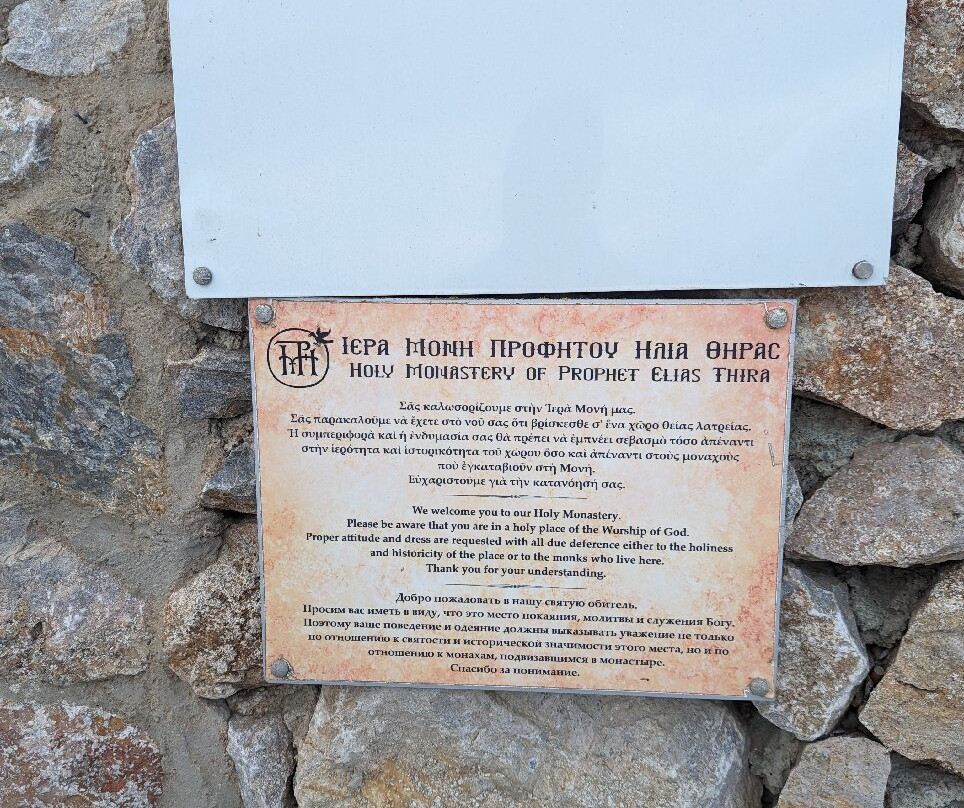 ΙΕΡΑ ΜΟΝΗ ΠΡΟΦΗΤΟΥ ΗΛΙΑ ΘΗΡΑΣ
HOLY MONASTERY OF PROPHET ELIAS THIRA
Σᾶς καλωσορίζουμε στὴν Ἱερὰ Μονή μας.
Σᾶς παρακαλοῦμε νὰ ἔχετε στὸ νοῦ σας ὅτι βρίσκεσθε σ' ἕνα χῶρο θείας λατρείας.
Ἡ συμπεριφορὰ καὶ ἡ ἐνδυμασία σας θὰ πρέπει νὰ ἐμπνέει σεβασμὸ τόσο ἀπέναντι
στὴν ἱερότητα καὶ ἱστορικότητα τοῦ χώρου ὅσο καὶ ἀπέναντι στοὺς μοναχοὺς
ποὺ ἐγκαταβιοῦν στὴ Μονή.
Εὐχαριστοῦμε γιὰ τὴν κατανόησή σας.
We welcome you to our Holy Monastery.
Please be aware that you are in a holy place of the Worship of God.
Proper attitude and dress are requested with all due deference either to the holiness
and historicity of the place or to the monks who live here.
Thank you for your understanding.
Добро пожаловать в нашу святую обитель.
Просим вас иметь в виду, что это место покаяния, молитвы и служения Богу.
Поэтому ваше поведение и одеяние должны выказывать уважение не только
по отношению к святости и исторической значимости этого места, но и по
отношению к монахам, подвизавшимся в монастыре.
Спасибо за понимание.